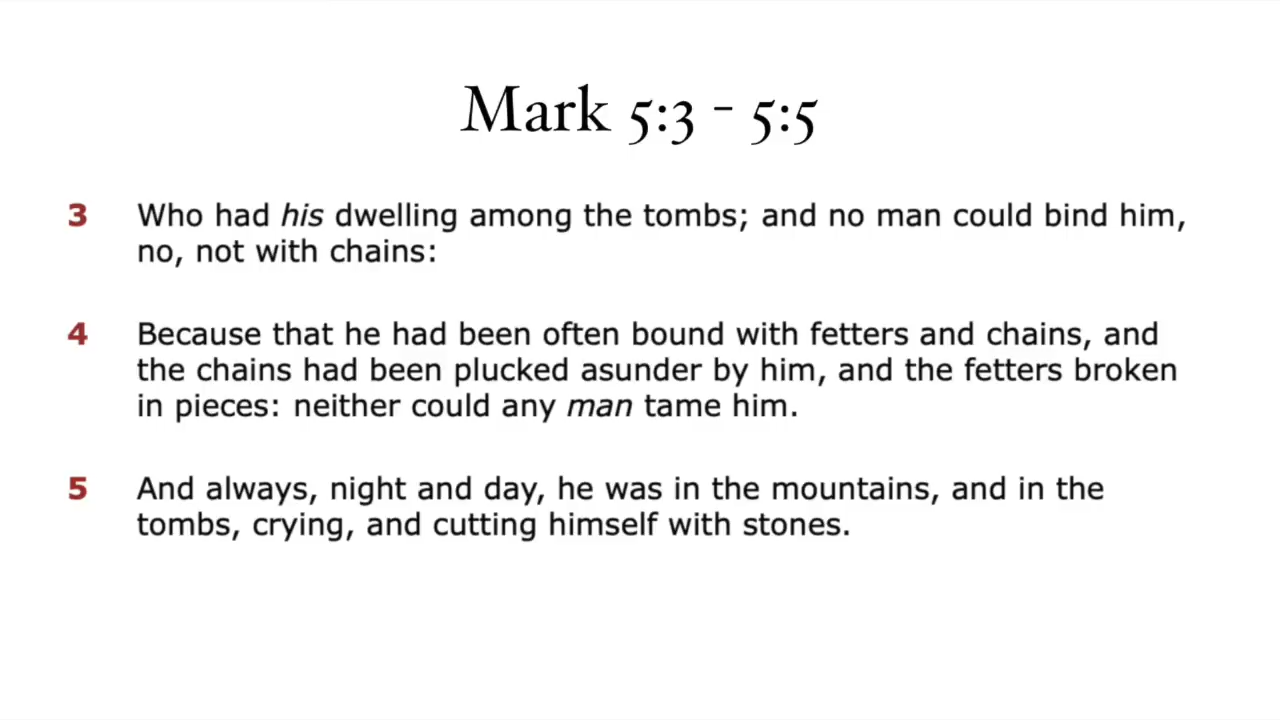 Mark 5:3 - 5:5
3 Who had his dwelling among the tombs; and no man could bind him,
no, not with chains:
4 Because that he had been often bound with fetters and chains, and
the chains had been plucked asunder by him, and the fetters broken
in pieces: neither could any man tame him.
5 And always, night and day, he was in the mountains, and in the
tombs, crying, and cutting himself with stones.